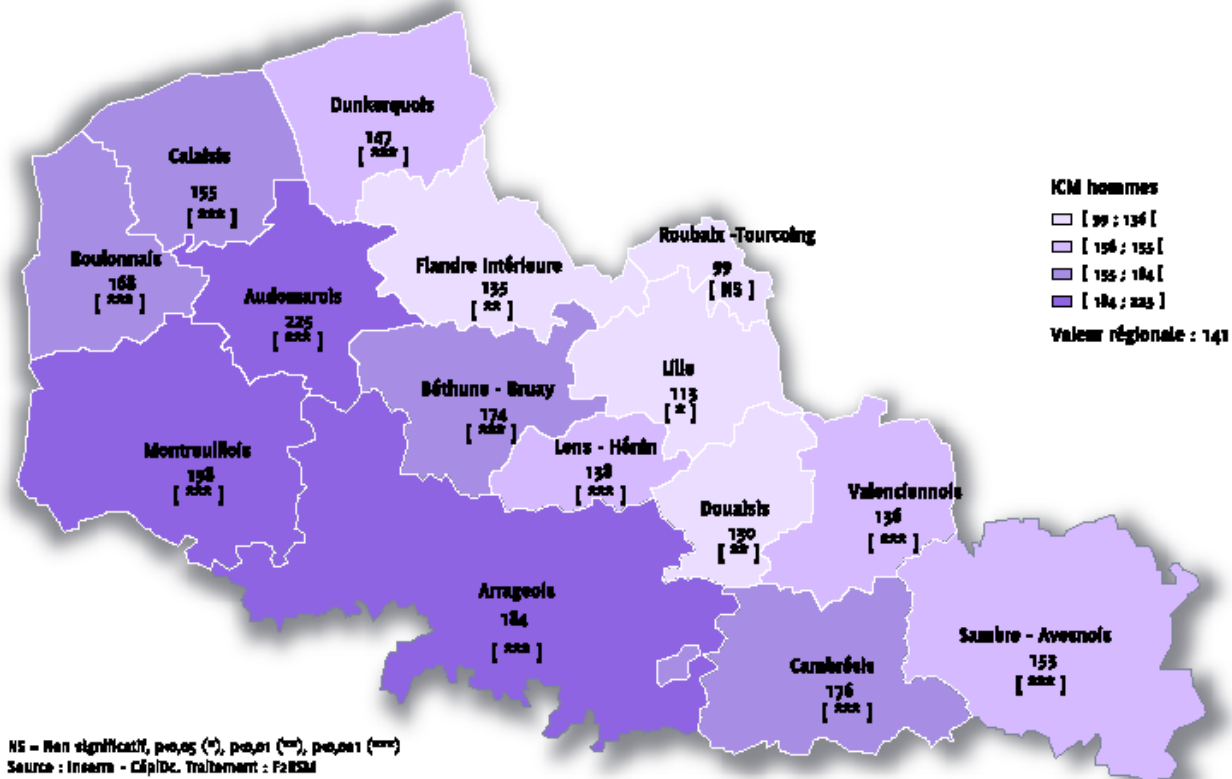 Dunkerquois
147
[ *** ]
Calaisis
155
[ *** ]
Boulonnais
168
[ *** ]
Audomarois
225
[ *** ]
Flandre Intérieure
135
[ ** ]
Roubaix -Tourcoing
99
[ NS ]
Lille
113
[ * ]
Béthune - Bruay
174
[ *** ]
Lens - Hénin
138
[ *** ]
Montreuillois
198
[ *** ]
Douaisis
130
[ ** ]
Valenciennois
136
[ *** ]
Arrageois
184
[ *** ]
Cambrésis
176
[ *** ]
Sambre - Avesnois
153
[ *** ]
ICM hommes
[ 99 ; 136 [
[ 136 ; 155 [
[ 155 ; 184 [
[ 184 ; 225 ]
Valeur régionale : 141
NS = Non significatif, p<0,05 (*), p<0,01 (**), p<0,001 (***)
Source : Inserm - CépiDc. Traitement : F2RSM